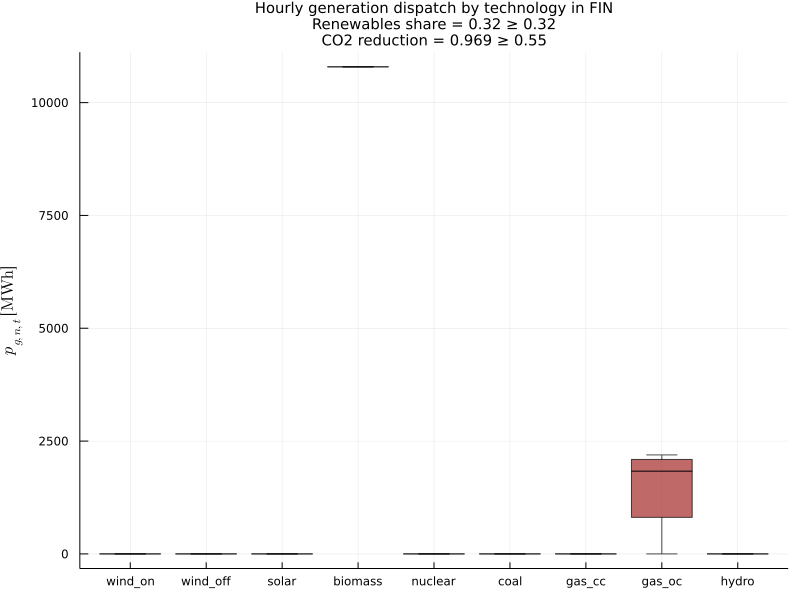 Hourly generation dispatch by technology in FIN
Renewables share = 0.32 ≥ 0.32
CO2 reduction = 0.969 ≥ 0.55
10000
7500
5000
2500
0
p_{g,n,t} [MWh]
wind_on wind_off solar biomass nuclear coal gas_cc gas_oc hydro